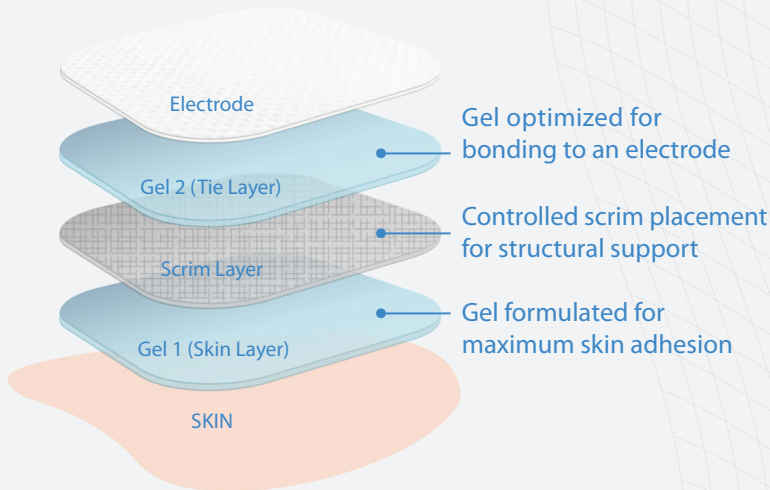 Electrode
Gel optimized for
bonding to an electrode
Gel 2 (Tie Layer)
Controlled scrim placement
for structural support
Scrim Layer
Gel formulated for
maximum skin adhesion
Gel 1 (Skin Layer)
SKIN